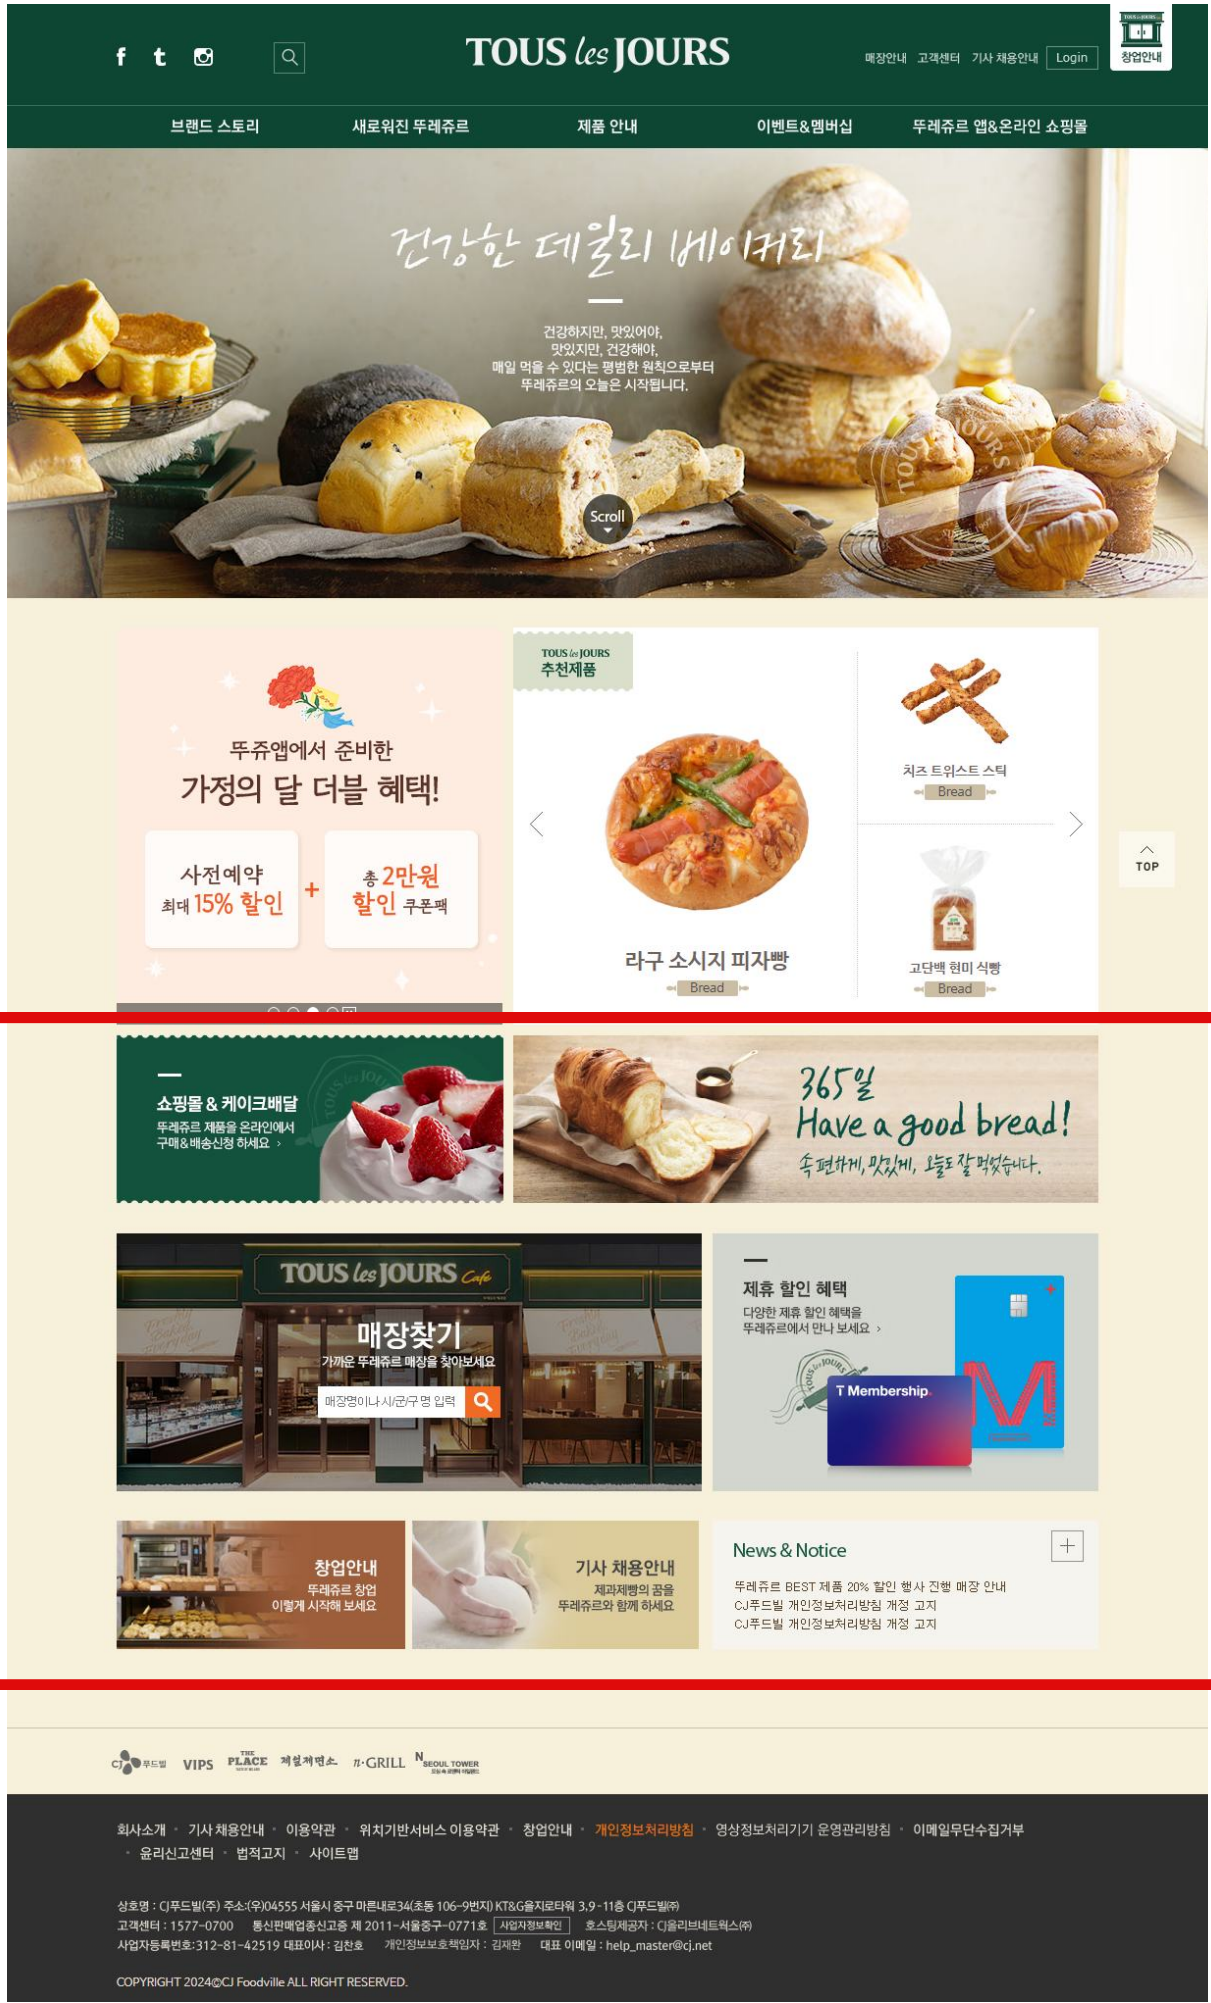 TOUS les JOURS
매장안내 고객센터 기사 채용안내 Login
창업안내
브랜드 스토리 새로워진 뚜레쥬르 제품 안내 이벤트&멤버십 뚜레쥬르 앱&온라인 쇼핑몰
건강한 데일리 베이커리
건강하지만, 맛있어야,
맛있지만, 건강해야,
매일 먹을 수 있다는 평범한 원칙으로부터
뚜레쥬르의 오늘은 시작됩니다.
TOUS les JOURS
Scroll
뚜쥬앱에서 준비한
가정의 달 더블 혜택!
사전예약
최대 15% 할인
+
총 2만원
할인 쿠폰팩
TOUS les JOURS
추천제품
라구 소시지 피자빵
Bread
치즈 트위스트 스틱
Bread
고단백 현미 식빵
Bread
TOP
쇼핑몰 & 케이크배달
뚜레쥬르 제품을 온라인에서
구매&배송신청 하세요 >
365일
Have a good bread!
속 편하게, 맛있게, 오늘도 잘 먹었습니다.
TOUS les JOURS Cafe
매장찾기
가까운 뚜레쥬르 매장을 찾아보세요
매장명이나 시/군/구 명 입력
제휴 할인 혜택
다양한 제휴 할인 혜택을
뚜레쥬르에서 만나 보세요 >
TOUS les JOURS
T Membership
창업안내
뚜레쥬르 창업
이렇게 시작해 보세요
기사 채용안내
제과제빵의 꿈을
뚜레쥬르와 함께 하세요
News & Notice
뚜레쥬르 BEST 제품 20% 할인 행사 진행 매장 안내
CJ푸드빌 개인정보처리방침 개정 고지
CJ푸드빌 개인정보처리방침 개정 고지
CJ 푸드빌 VIPS THE PLACE 제일제면소 n·GRILL N SEOUL TOWER
회사소개 기사 채용안내 이용약관 위치기반서비스 이용약관 창업안내 개인정보처리방침 영상정보처리기기 운영관리방침 이메일무단수집거부
윤리신고센터 법적고지 사이트맵
상호명 : CJ푸드빌(주) 주소:(우)04555 서울시 중구 마른내로34(초동 106-9번지) KT&G을지로타워 3,9-11층 CJ푸드빌㈜
고객센터 : 1577-0700 통신판매업종신고증 제 2011-서울중구-0771호 사업자정보확인 호스팅제공자 : CJ올리브네트웍스㈜
사업자등록번호:312-81-42519 대표이사 : 김찬호 개인정보보호책임자 : 김재완 대표 이메일 : help_master@cj.net
COPYRIGHT 2024©CJ Foodville ALL RIGHT RESERVED.